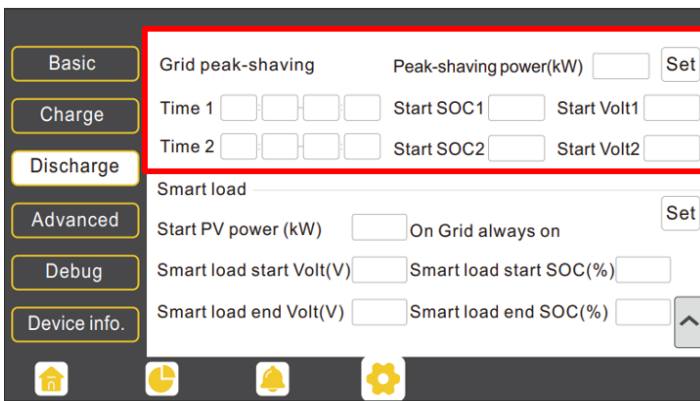 Basic
Charge
Discharge
Advanced
Debug
Device info.
Grid peak-shaving Peak-shaving power(kW) Set
Time 1 : - : Start SOC1 Start Volt1
Time 2 : - : Start SOC2 Start Volt2
Smart load
Start PV power (kW) On Grid always on Set
Smart load start Volt(V) Smart load start SOC(%)
Smart load end Volt(V) Smart load end SOC(%)